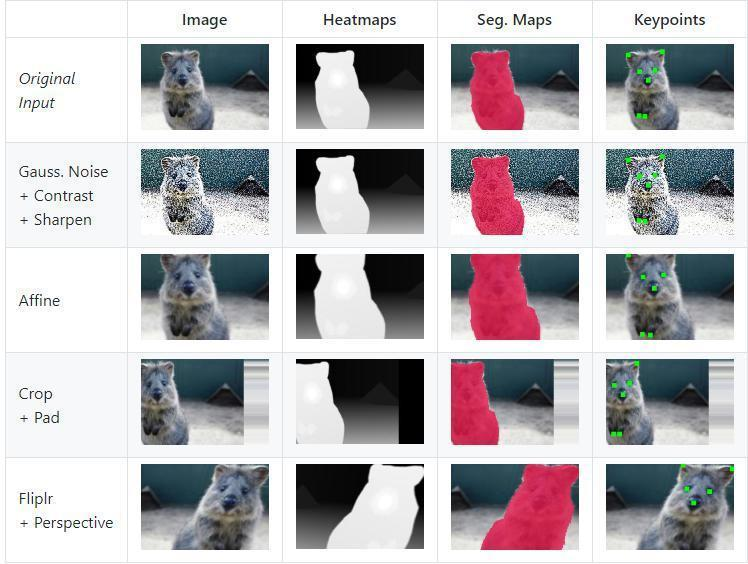 Image Heatmaps Seg. Maps Keypoints
Original
Input
Gauss. Noise
+ Contrast
+ Sharpen
Affine
Crop
+ Pad
Fliplr
+ Perspective